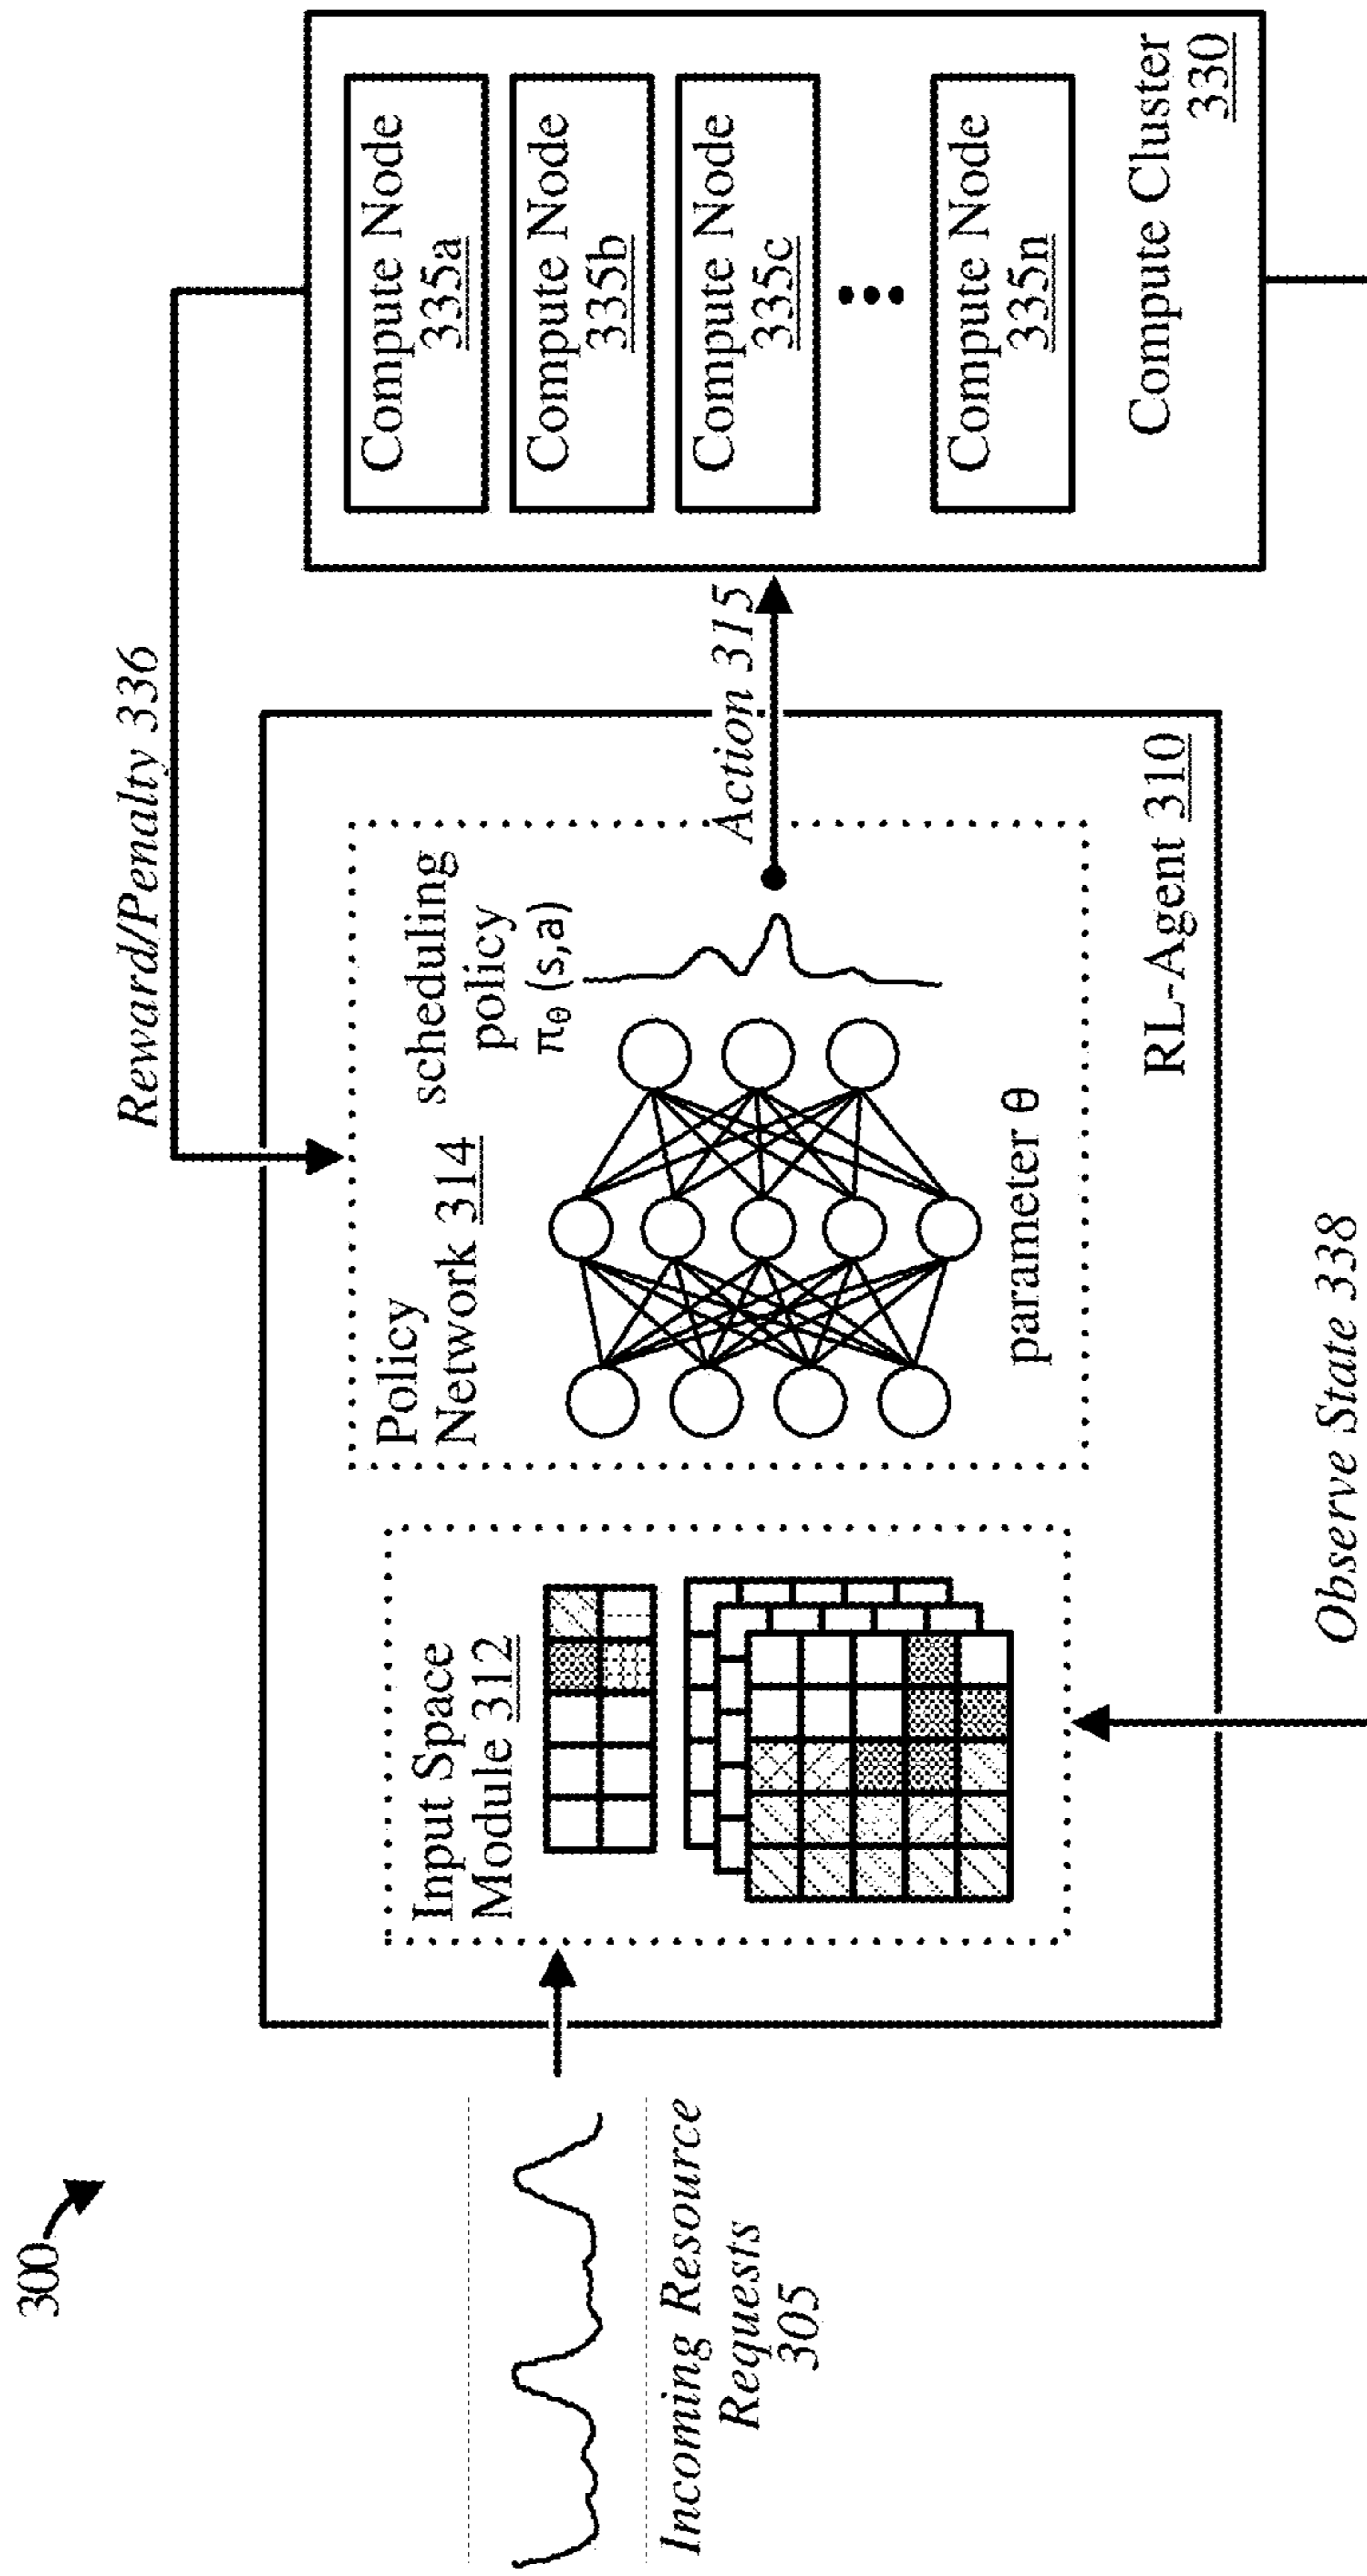 300
Incoming Resource
Requests
305
Input Space
Module 312
Policy
Network 314
scheduling
policy
πθ (s,a)
parameter θ
RL-Agent 310
Reward/Penalty 336
Action 315
Observe State 338
Compute Node
335a
Compute Node
335b
Compute Node
335c
Compute Node
335n
Compute Cluster
330